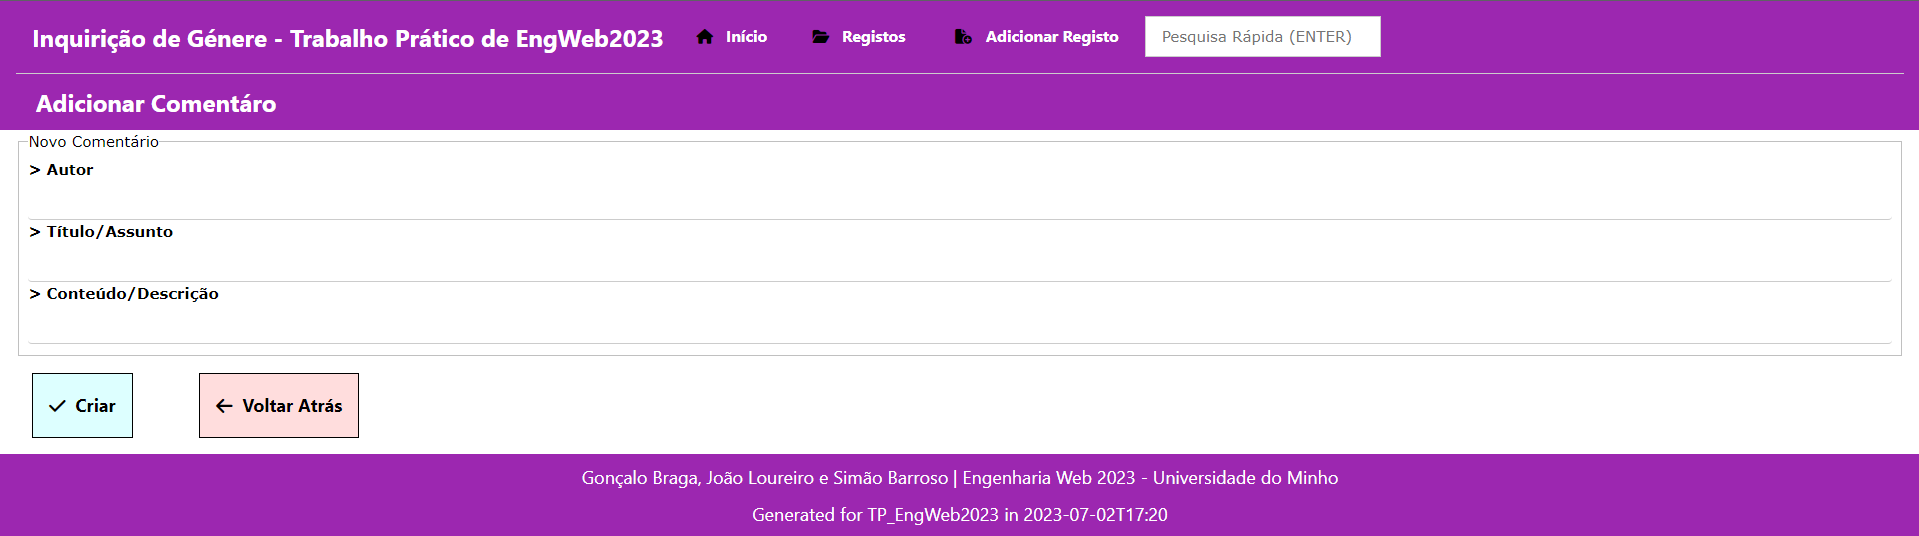 Inquirição de Génere - Trabalho Prático de EngWeb2023 Início Registos Adicionar Registo Pesquisa Rápida (ENTER)
Adicionar Comentáro
Novo Comentário
> Autor
> Título/Assunto
> Conteúdo/Descrição
Criar Voltar Atrás
Gonçalo Braga, João Loureiro e Simão Barroso | Engenharia Web 2023 - Universidade do Minho
Generated for TP_EngWeb2023 in 2023-07-02T17:20